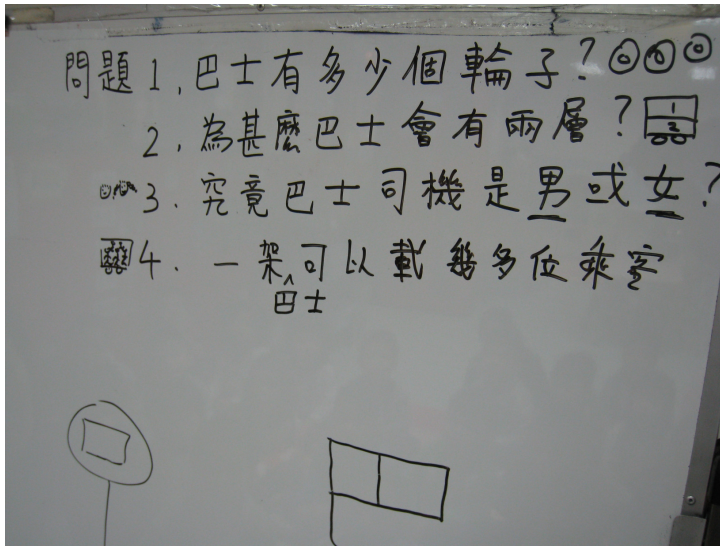 問題1. 巴士有多少個輪子?
2. 為甚麼巴士會有兩層? 1 2
3. 究竟巴士司機是男或女?
4. 一架巴士可以載幾多位乘客